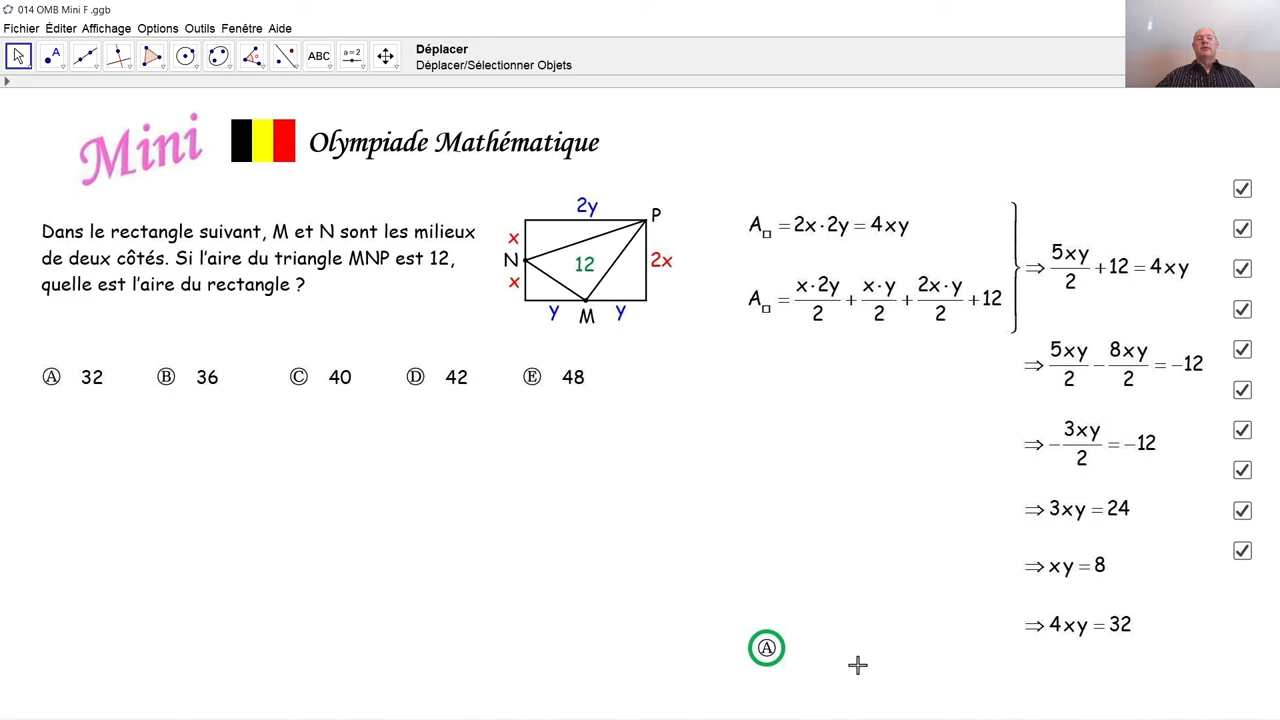 014 OMB Mini F .ggb
Fichier Éditer Affichage Options Outils Fenêtre Aide
A ABC a=2 Déplacer
Déplacer/Sélectionner Objets
Mini Olympiade Mathématique
Dans le rectangle suivant, M et N sont les milieux
de deux côtés. Si l'aire du triangle MNP est 12,
quelle est l'aire du rectangle ?
2y
P
x
N 12 2x
x
y M y
Ⓐ 32 Ⓑ 36 Ⓒ 40 Ⓓ 42 Ⓔ 48
A□ = 2x·2y = 4xy
A□ = x·2y/2 + x·y/2 + 2x·y/2 + 12
⇒ 5xy/2 + 12 = 4xy
⇒ 5xy/2 − 8xy/2 = −12
⇒ − 3xy/2 = −12
⇒ 3xy = 24
⇒ xy = 8
⇒ 4xy = 32
Ⓐ